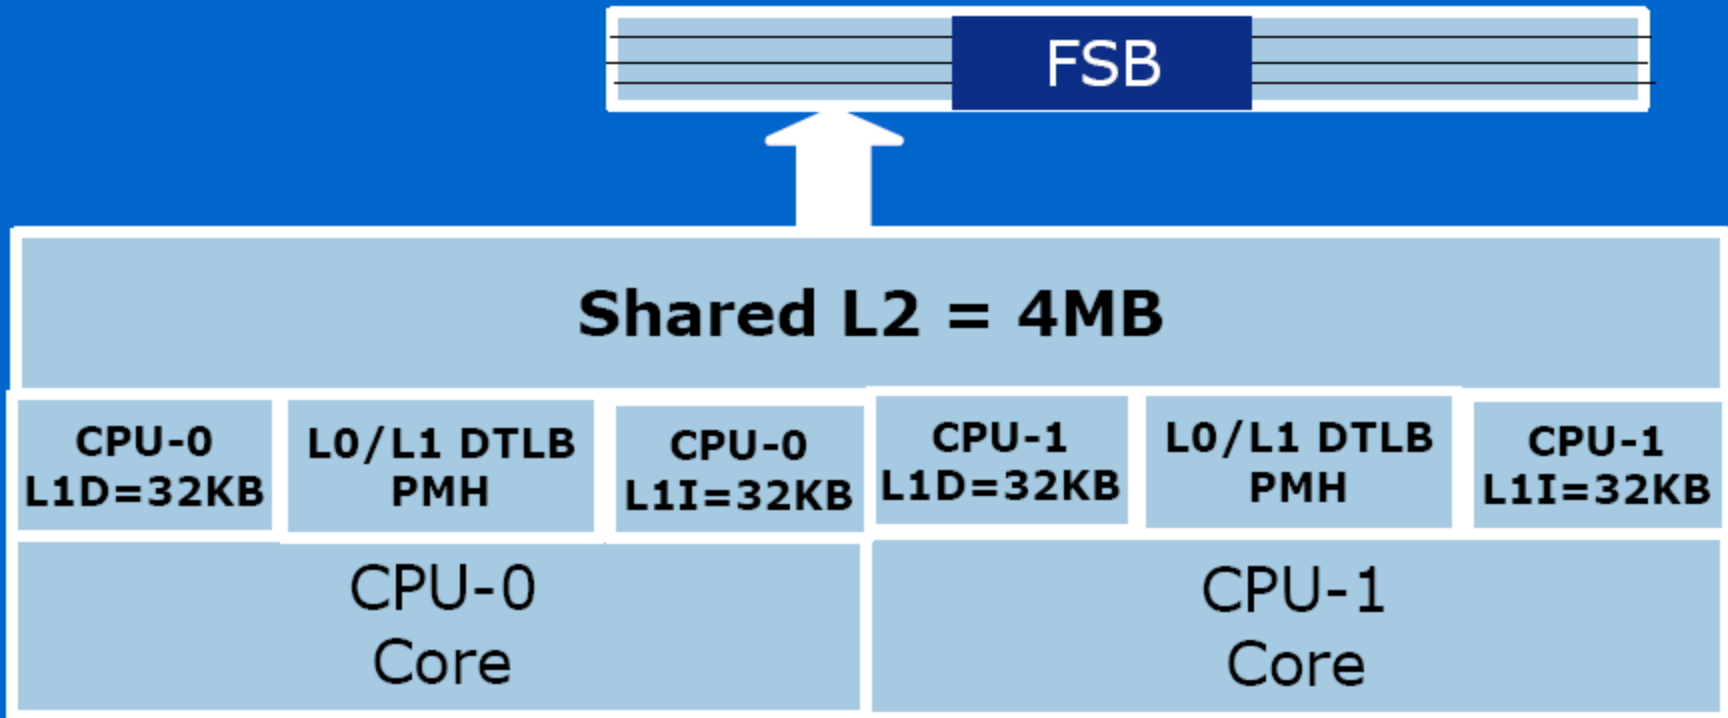 FSB
Shared L2 = 4MB
CPU-0
L1D=32KB
L0/L1 DTLB
PMH
CPU-0
L1I=32KB
CPU-1
L1D=32KB
L0/L1 DTLB
PMH
CPU-1
L1I=32KB
CPU-0
Core
CPU-1
Core